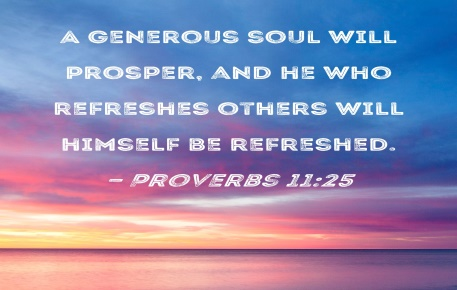 A GENEROUS SOUL WILL
PROSPER, AND HE WHO
REFRESHES OTHERS WILL
HIMSELF BE REFRESHED.
– PROVERBS 11:25